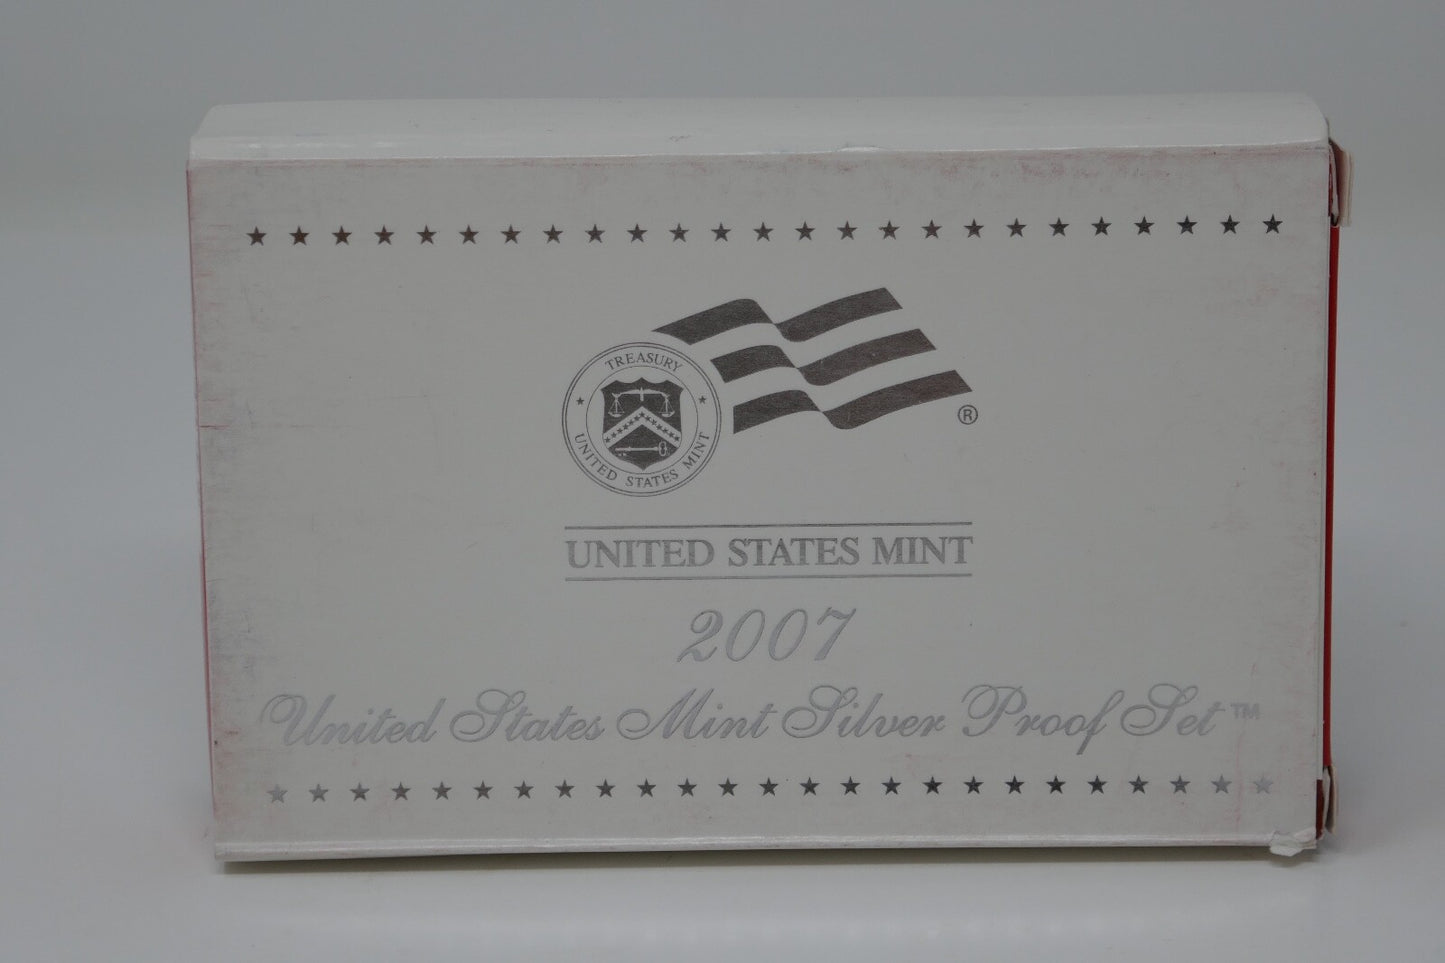 TREASURY
UNITED STATES MINT
®
UNITED STATES MINT
2007
United States Mint Silver Proof Set™